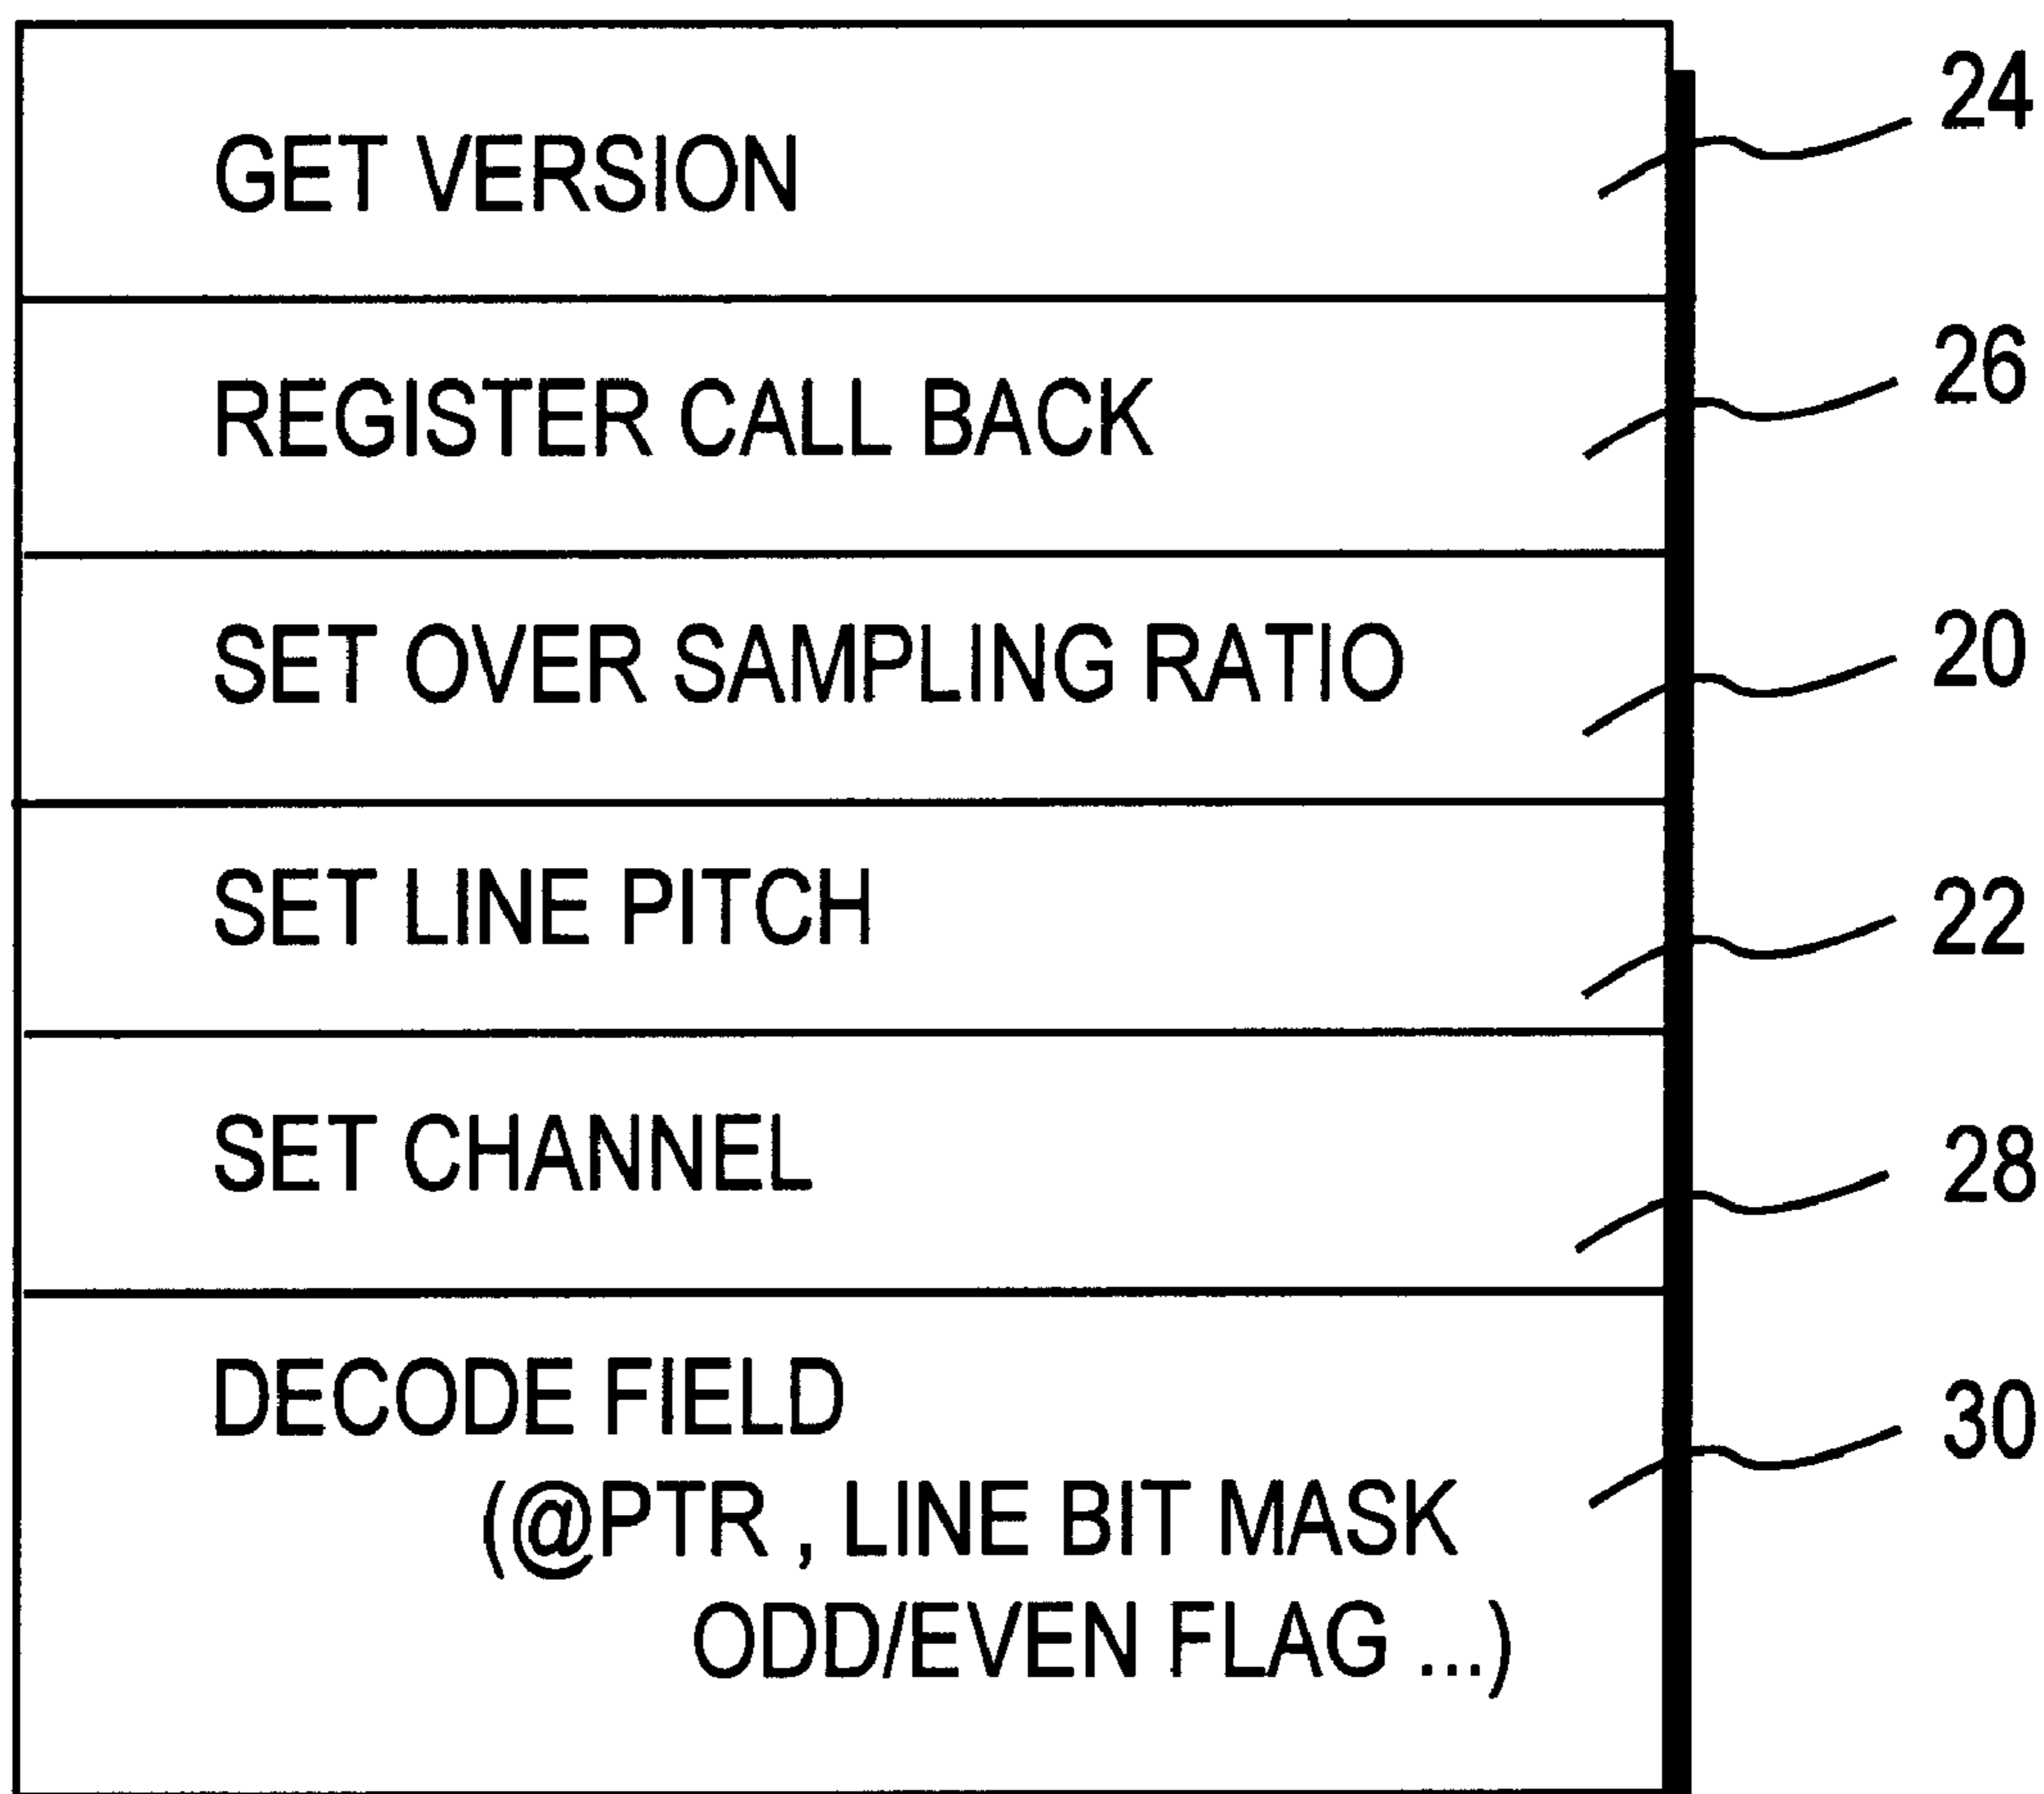 GET VERSION
24
REGISTER CALL BACK
26
SET OVER SAMPLING RATIO
20
SET LINE PITCH
22
SET CHANNEL
28
DECODE FIELD
30
(@PTR , LINE BIT MASK
ODD/EVEN FLAG ...)